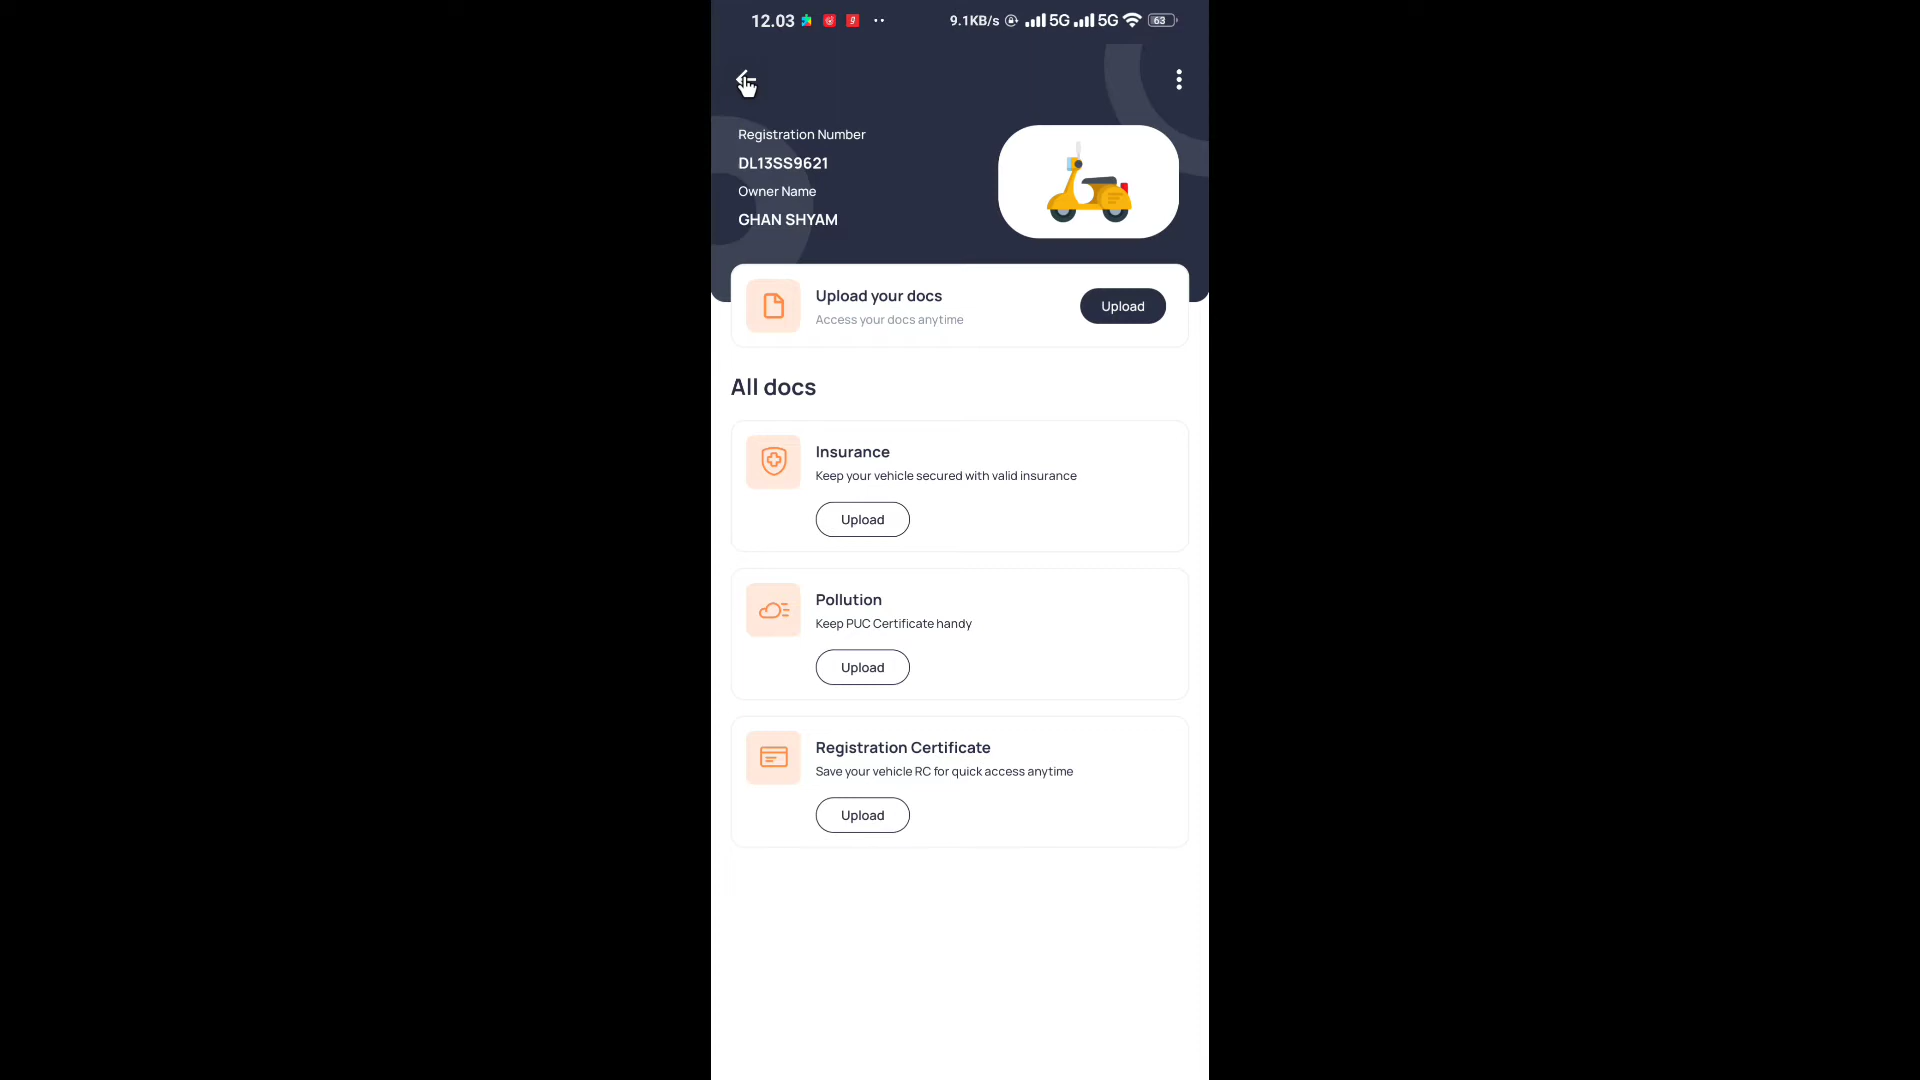 12.03
9.1KB/s 5G 5G 63
Registration Number
DL13SS9621
Owner Name
GHAN SHYAM
Upload your docs
Access your docs anytime
Upload
All docs
Insurance
Keep your vehicle secured with valid insurance
Upload
Pollution
Keep PUC Certificate handy
Upload
Registration Certificate
Save your vehicle RC for quick access anytime
Upload